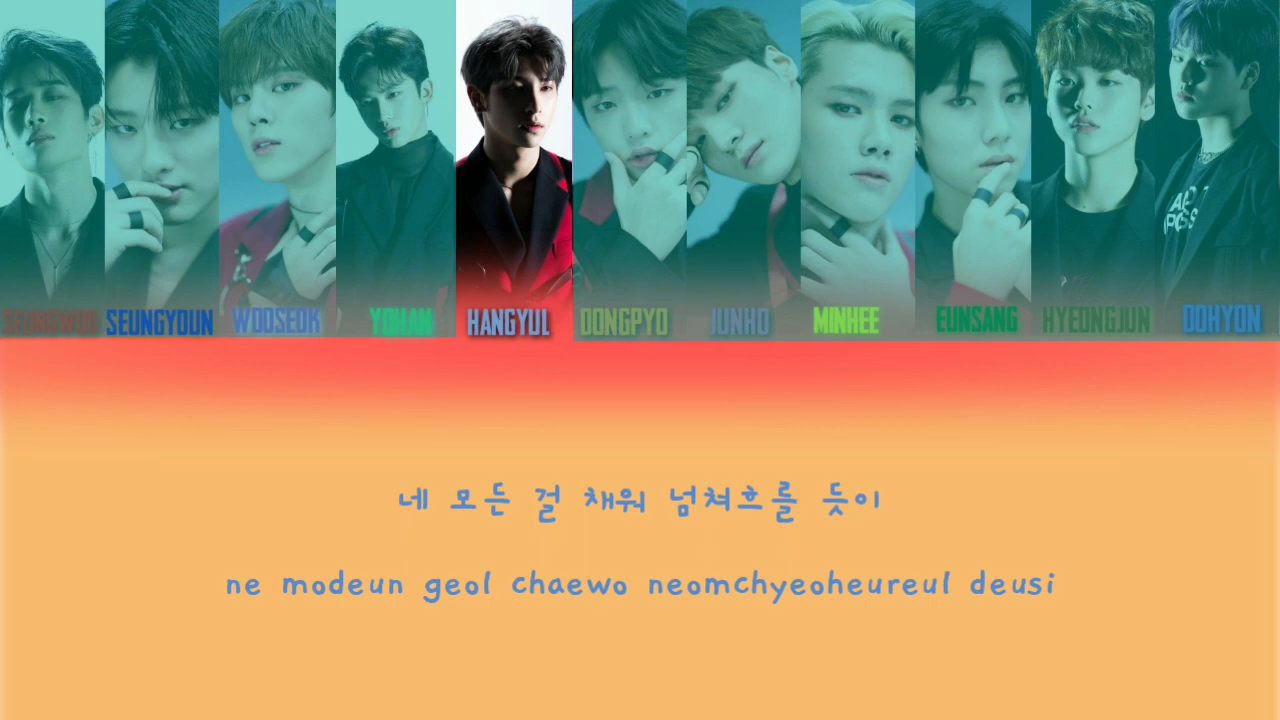 SEUNGWOO SEUNGYOUN WOOSEOK YOHAN HANGYUL DONGPYO JUNHO MINHEE EUNSANG HYEONGJUN DOHYON
네 모든 걸 채워 넘쳐흐를 듯이
ne modeun geol chaewo neomchyeoheureul deusi